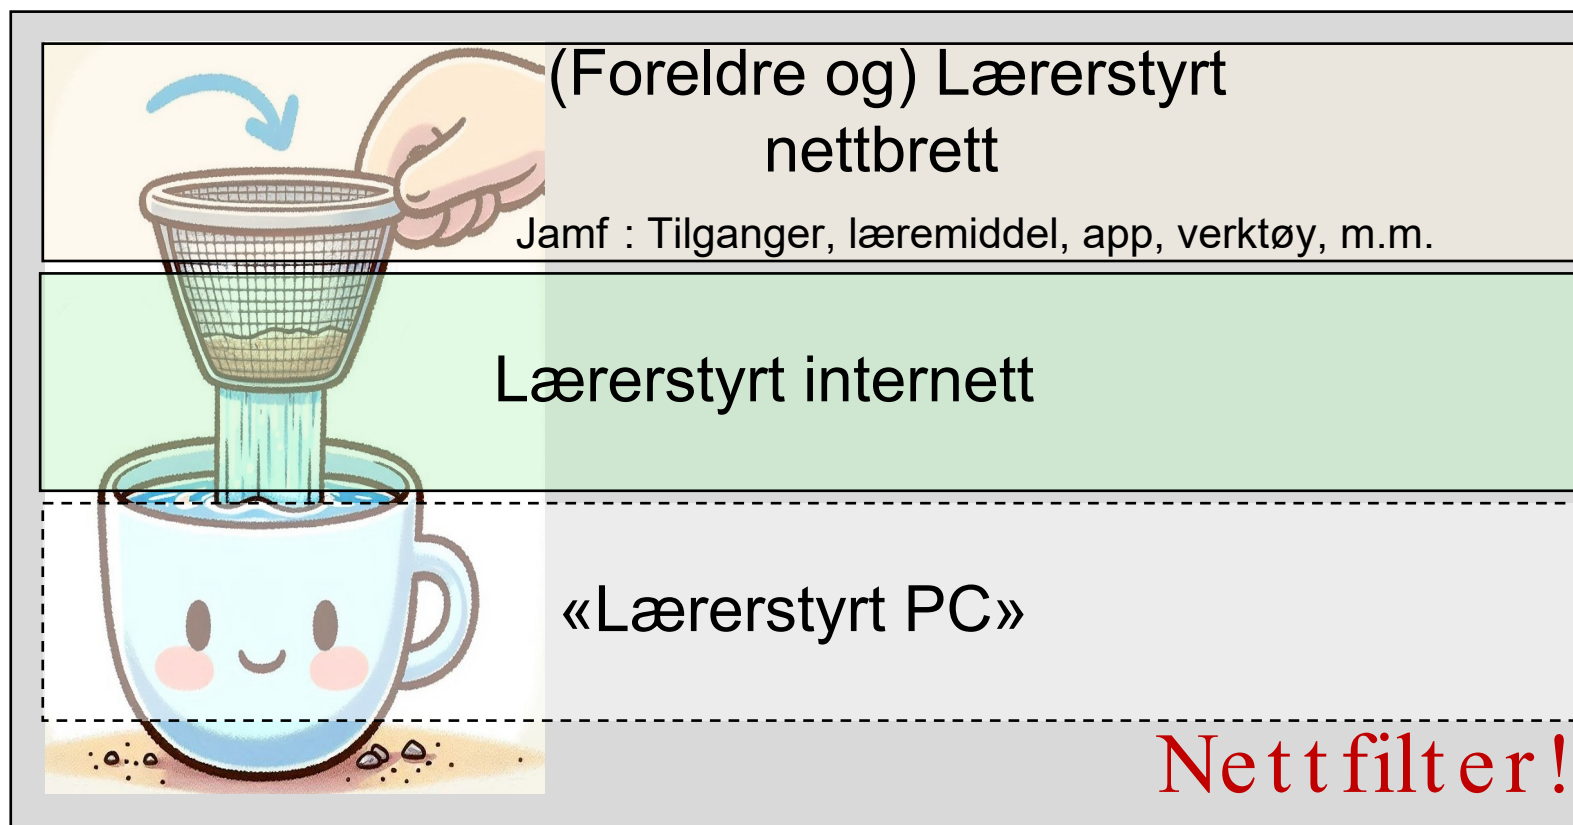 (Foreldre og) Lærerstyrt
nettbrett
Jamf : Tilganger, læremiddel, app, verktøy, m.m.
Lærerstyrt internett
«Lærerstyrt PC»
Nettfilter!